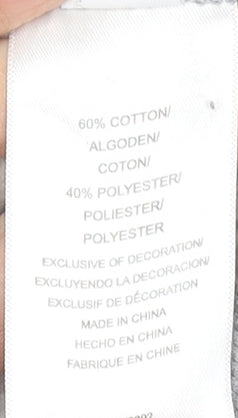 60% COTTON/
ALGODEN/
COTON/
40% POLYESTER/
POLIESTER/
POLYESTER
EXCLUSIVE OF DECORATION/
EXCLUYENDO LA DECORACION/
EXCLUSIF DE DÉCORATION
MADE IN CHINA
HECHO EN CHINA
FABRIQUE EN CHINE